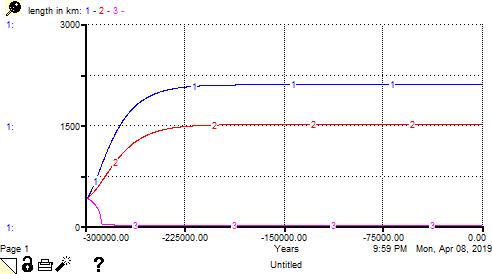 length in km: 1 - 2 - 3 -
1: 3000
1 1 1
2 2 2
1: 1500
1 2
3 3 3 3
1: 0
-300000.00 -225000.00 -150000.00 -75000.00 0.00
Page 1 Years 9:59 PM Mon, Apr 08, 2019
Untitled
?